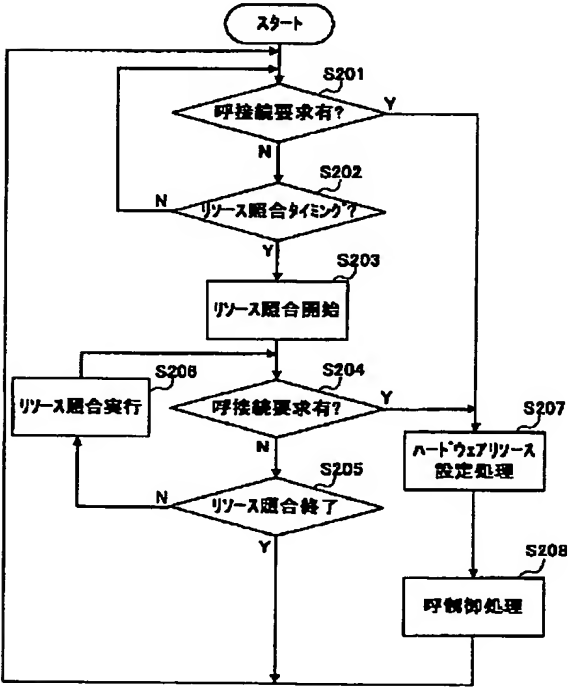 スタート
S201
呼接続要求有?
Y
N
S202
リソース照合タイミング?
N
Y
S203
リソース照合開始
S206
リソース照合実行
S204
呼接続要求有?
Y
N
S205
リソース照合終了
N
Y
S207
ハードウェアリソース
設定処理
S208
呼制御処理